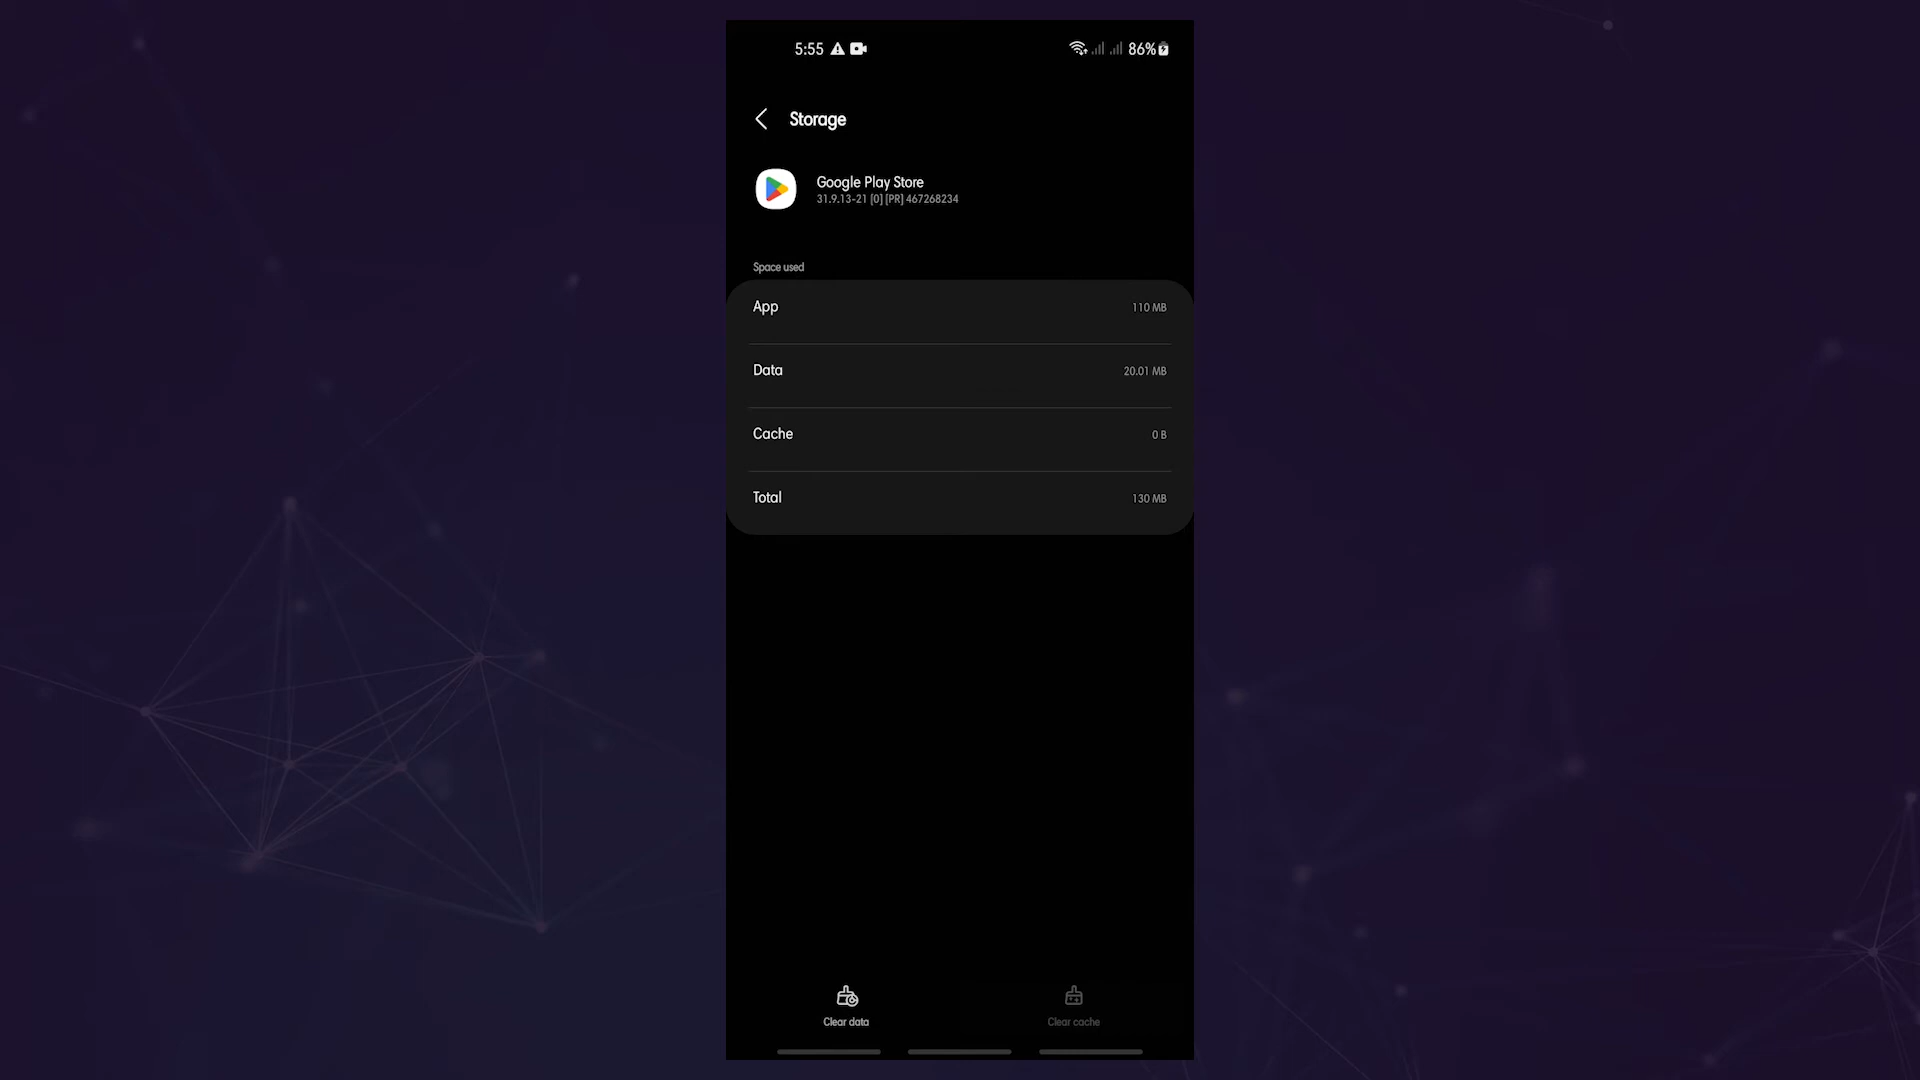 5:55 86%
Storage
Google Play Store
31.9.13-21 [0] [PR] 467268234
Space used
App 110 MB
Data 20.01 MB
Cache 0 B
Total 130 MB
Clear data Clear cache